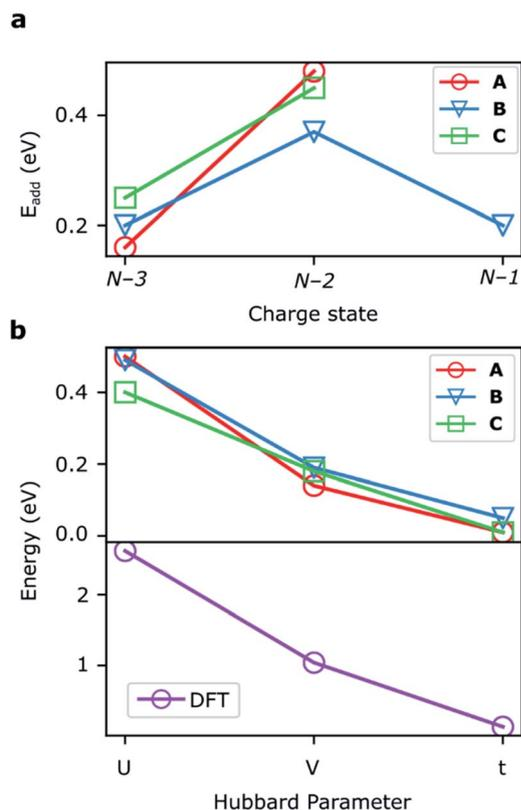 a
E_add (eV)
0.4
0.2
A
B
C
N−3
N−2
N−1
Charge state
b
Energy (eV)
0.4
0.2
0.0
A
B
C
2
1
DFT
U
V
t
Hubbard Parameter